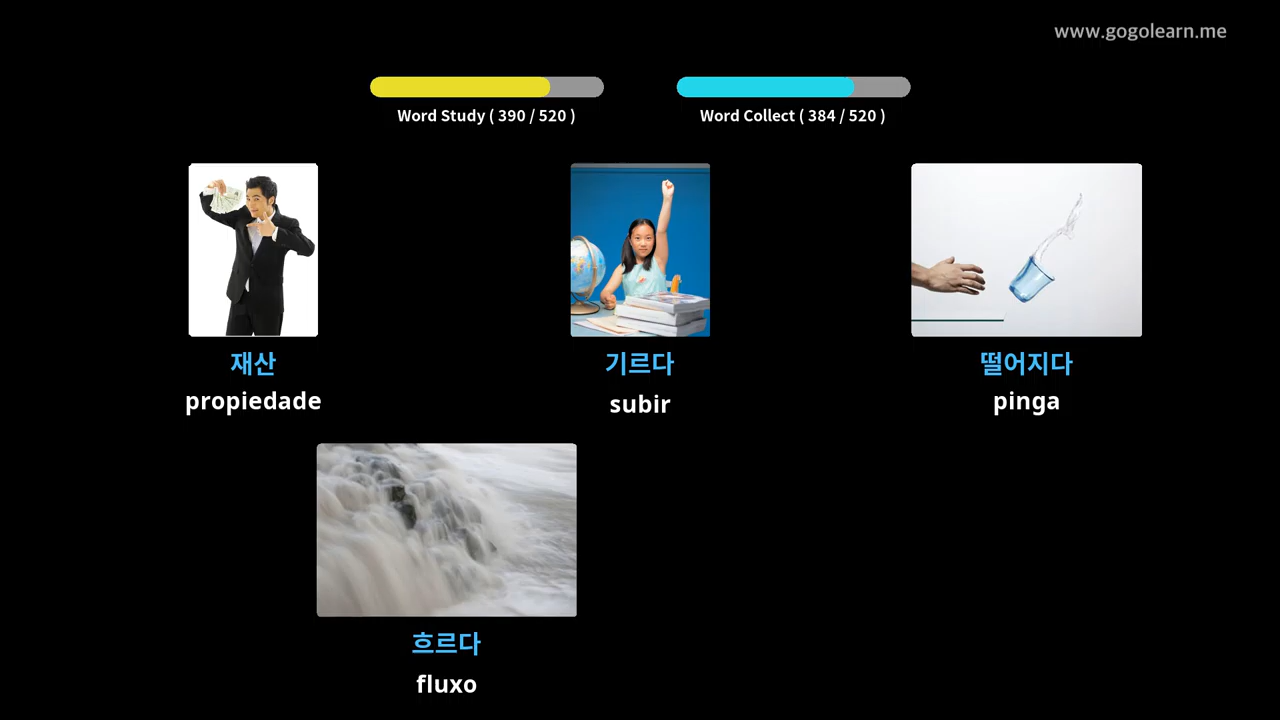 www.gogolearn.me
Word Study ( 390 / 520 )
Word Collect ( 384 / 520 )
재산
propiedade
기르다
subir
떨어지다
pinga
흐르다
fluxo